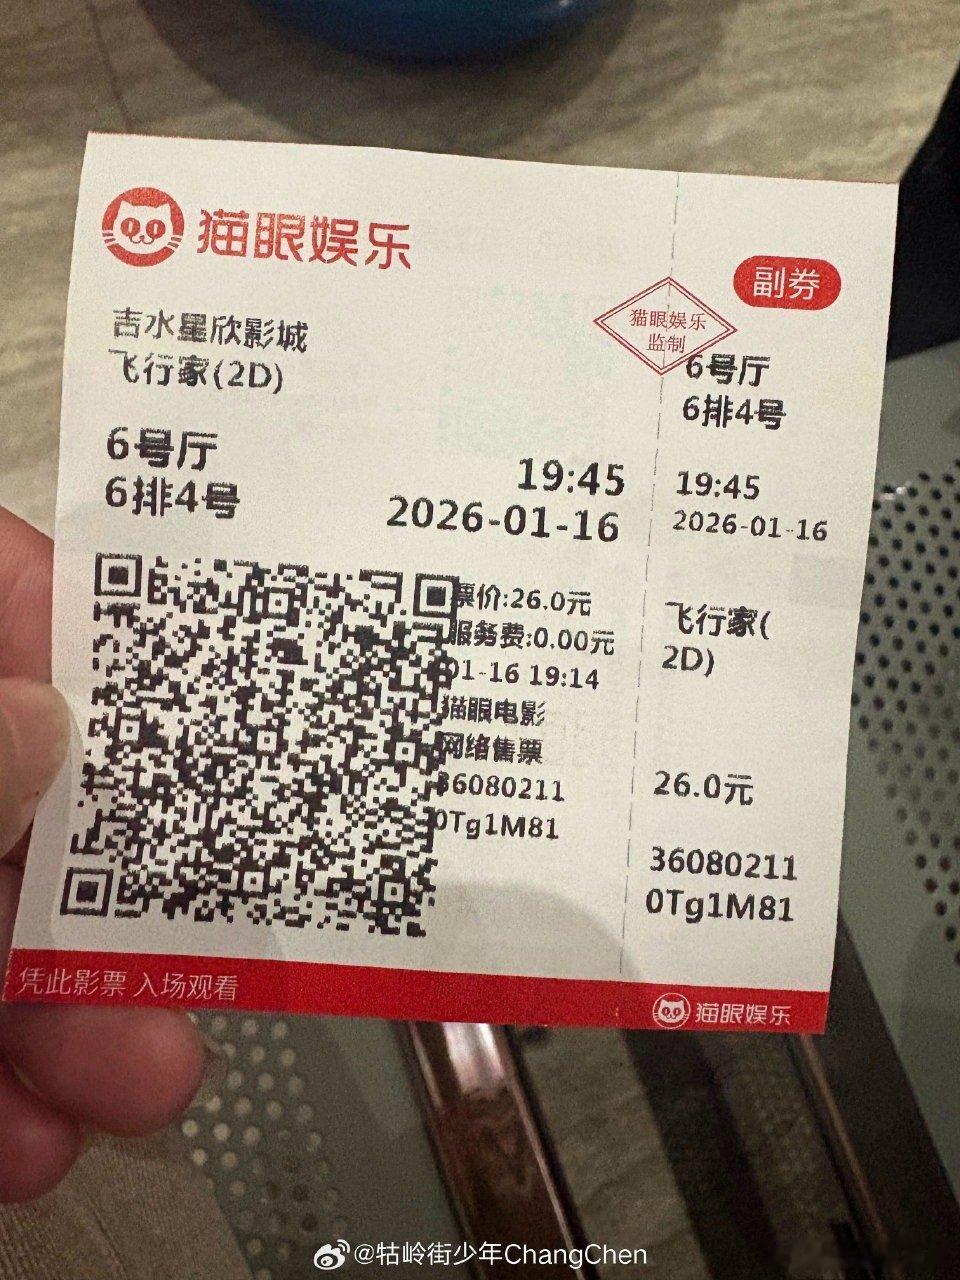 猫眼娱乐
吉水星欣影城
飞行家(2D)
6号厅
6排4号
19:45
2026-01-16
票价:26.0元
服务费:0.00元
01-16 19:14
猫眼电影
网络售票
36080211
0Tg1M81
副券
猫眼娱乐
监制
6号厅
6排4号
19:45
2026-01-16
飞行家(
2D)
26.0元
36080211
0Tg1M81
凭此影票 入场观看
猫眼娱乐
@牯岭街少年ChangChen